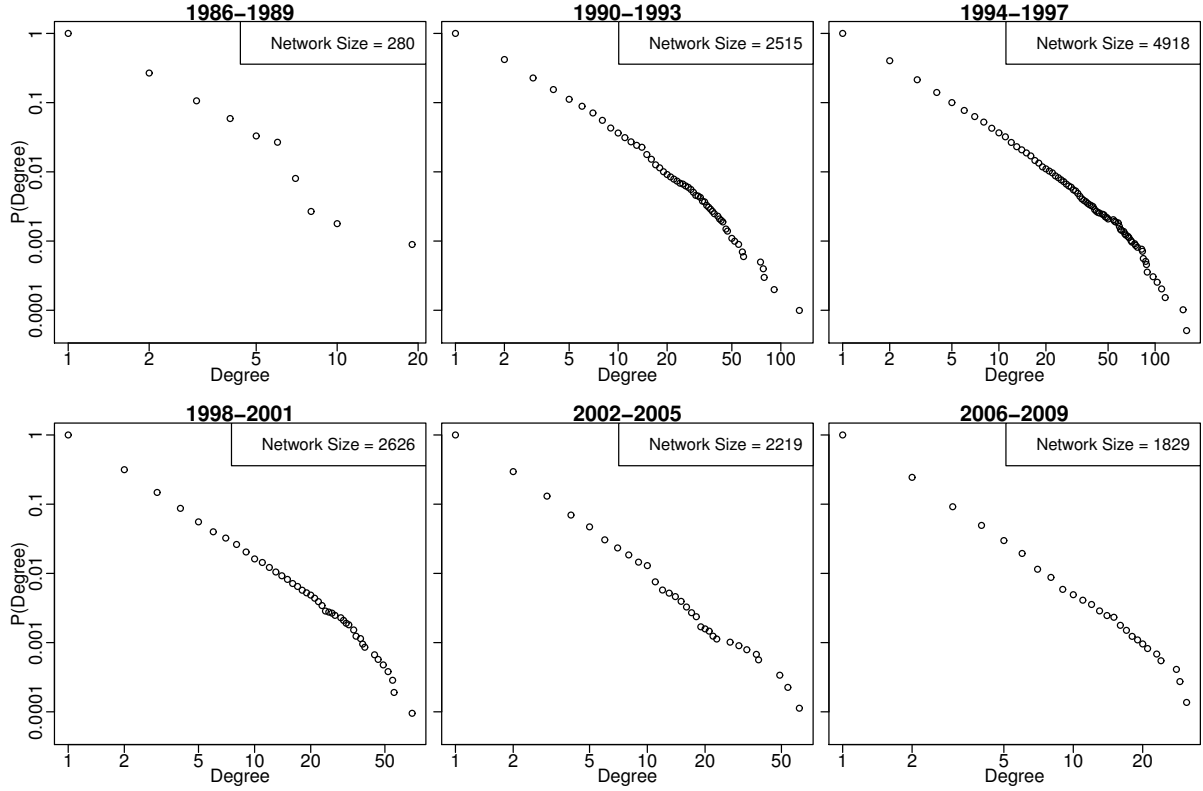 1986−1989 1990−1993 1994−1997
Network Size = 280 Network Size = 2515 Network Size = 4918
1
0.1
0.01
0.001
0.0001
P(Degree)
1 2 5 10 20 1 2 5 10 20 50 100 1 2 5 10 20 50 100
Degree Degree Degree
1998−2001 2002−2005 2006−2009
Network Size = 2626 Network Size = 2219 Network Size = 1829
1
0.1
0.01
0.001
0.0001
P(Degree)
1 2 5 10 20 50 1 2 5 10 20 50 1 2 5 10 20
Degree Degree Degree